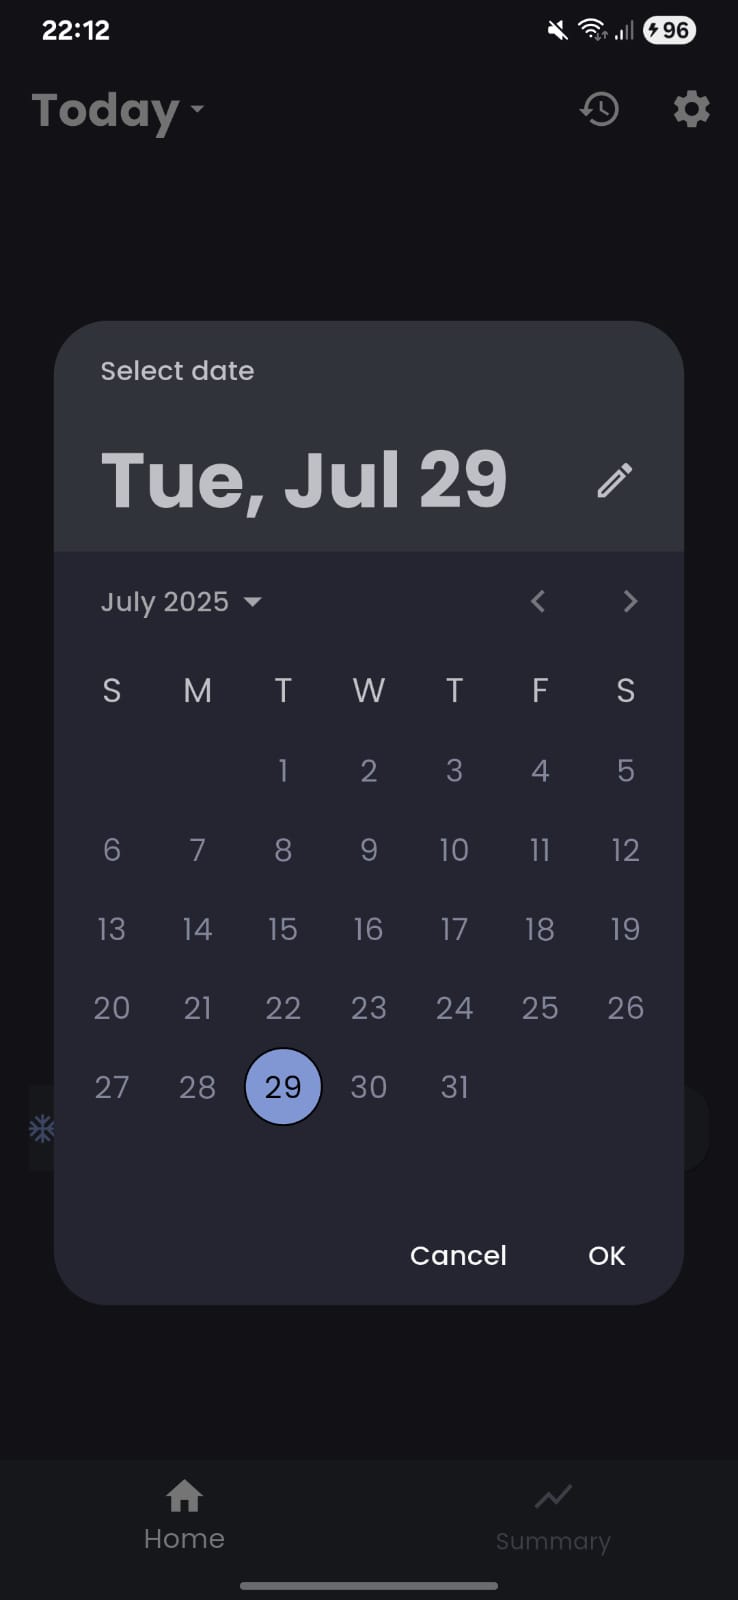 22:12
96
Today
Select date
Tue, Jul 29
July 2025
S M T W T F S
1 2 3 4 5
6 7 8 9 10 11 12
13 14 15 16 17 18 19
20 21 22 23 24 25 26
27 28 29 30 31
Cancel OK
Home Summary